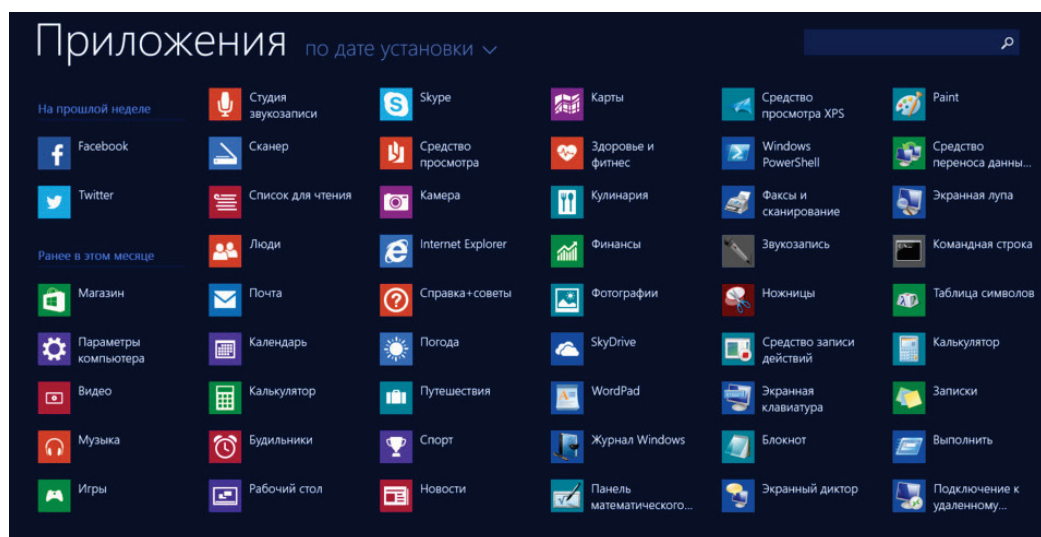 Приложения по дате установки
На прошлой неделе
Facebook
Twitter
Ранее в этом месяце
Магазин
Параметры
компьютера
Видео
Музыка
Игры
Студия
звукозаписи
Сканер
Список для чтения
Люди
Почта
Календарь
Калькулятор
Будильники
Рабочий стол
Skype
Средство
просмотра
Камера
Internet Explorer
Справка+советы
Погода
Путешествия
Спорт
Новости
Карты
Здоровье и
фитнес
Кулинария
Финансы
Фотографии
SkyDrive
WordPad
Журнал Windows
Панель
математического...
Средство
просмотра XPS
Windows
PowerShell
Факсы и
сканирование
Звукозапись
Ножницы
Средство записи
действий
Экранная
клавиатура
Блокнот
Экранный диктор
Paint
Средство
переноса данны...
Экранная лупа
Командная строка
Таблица символов
Калькулятор
Записки
Выполнить
Подключение к
удаленному...